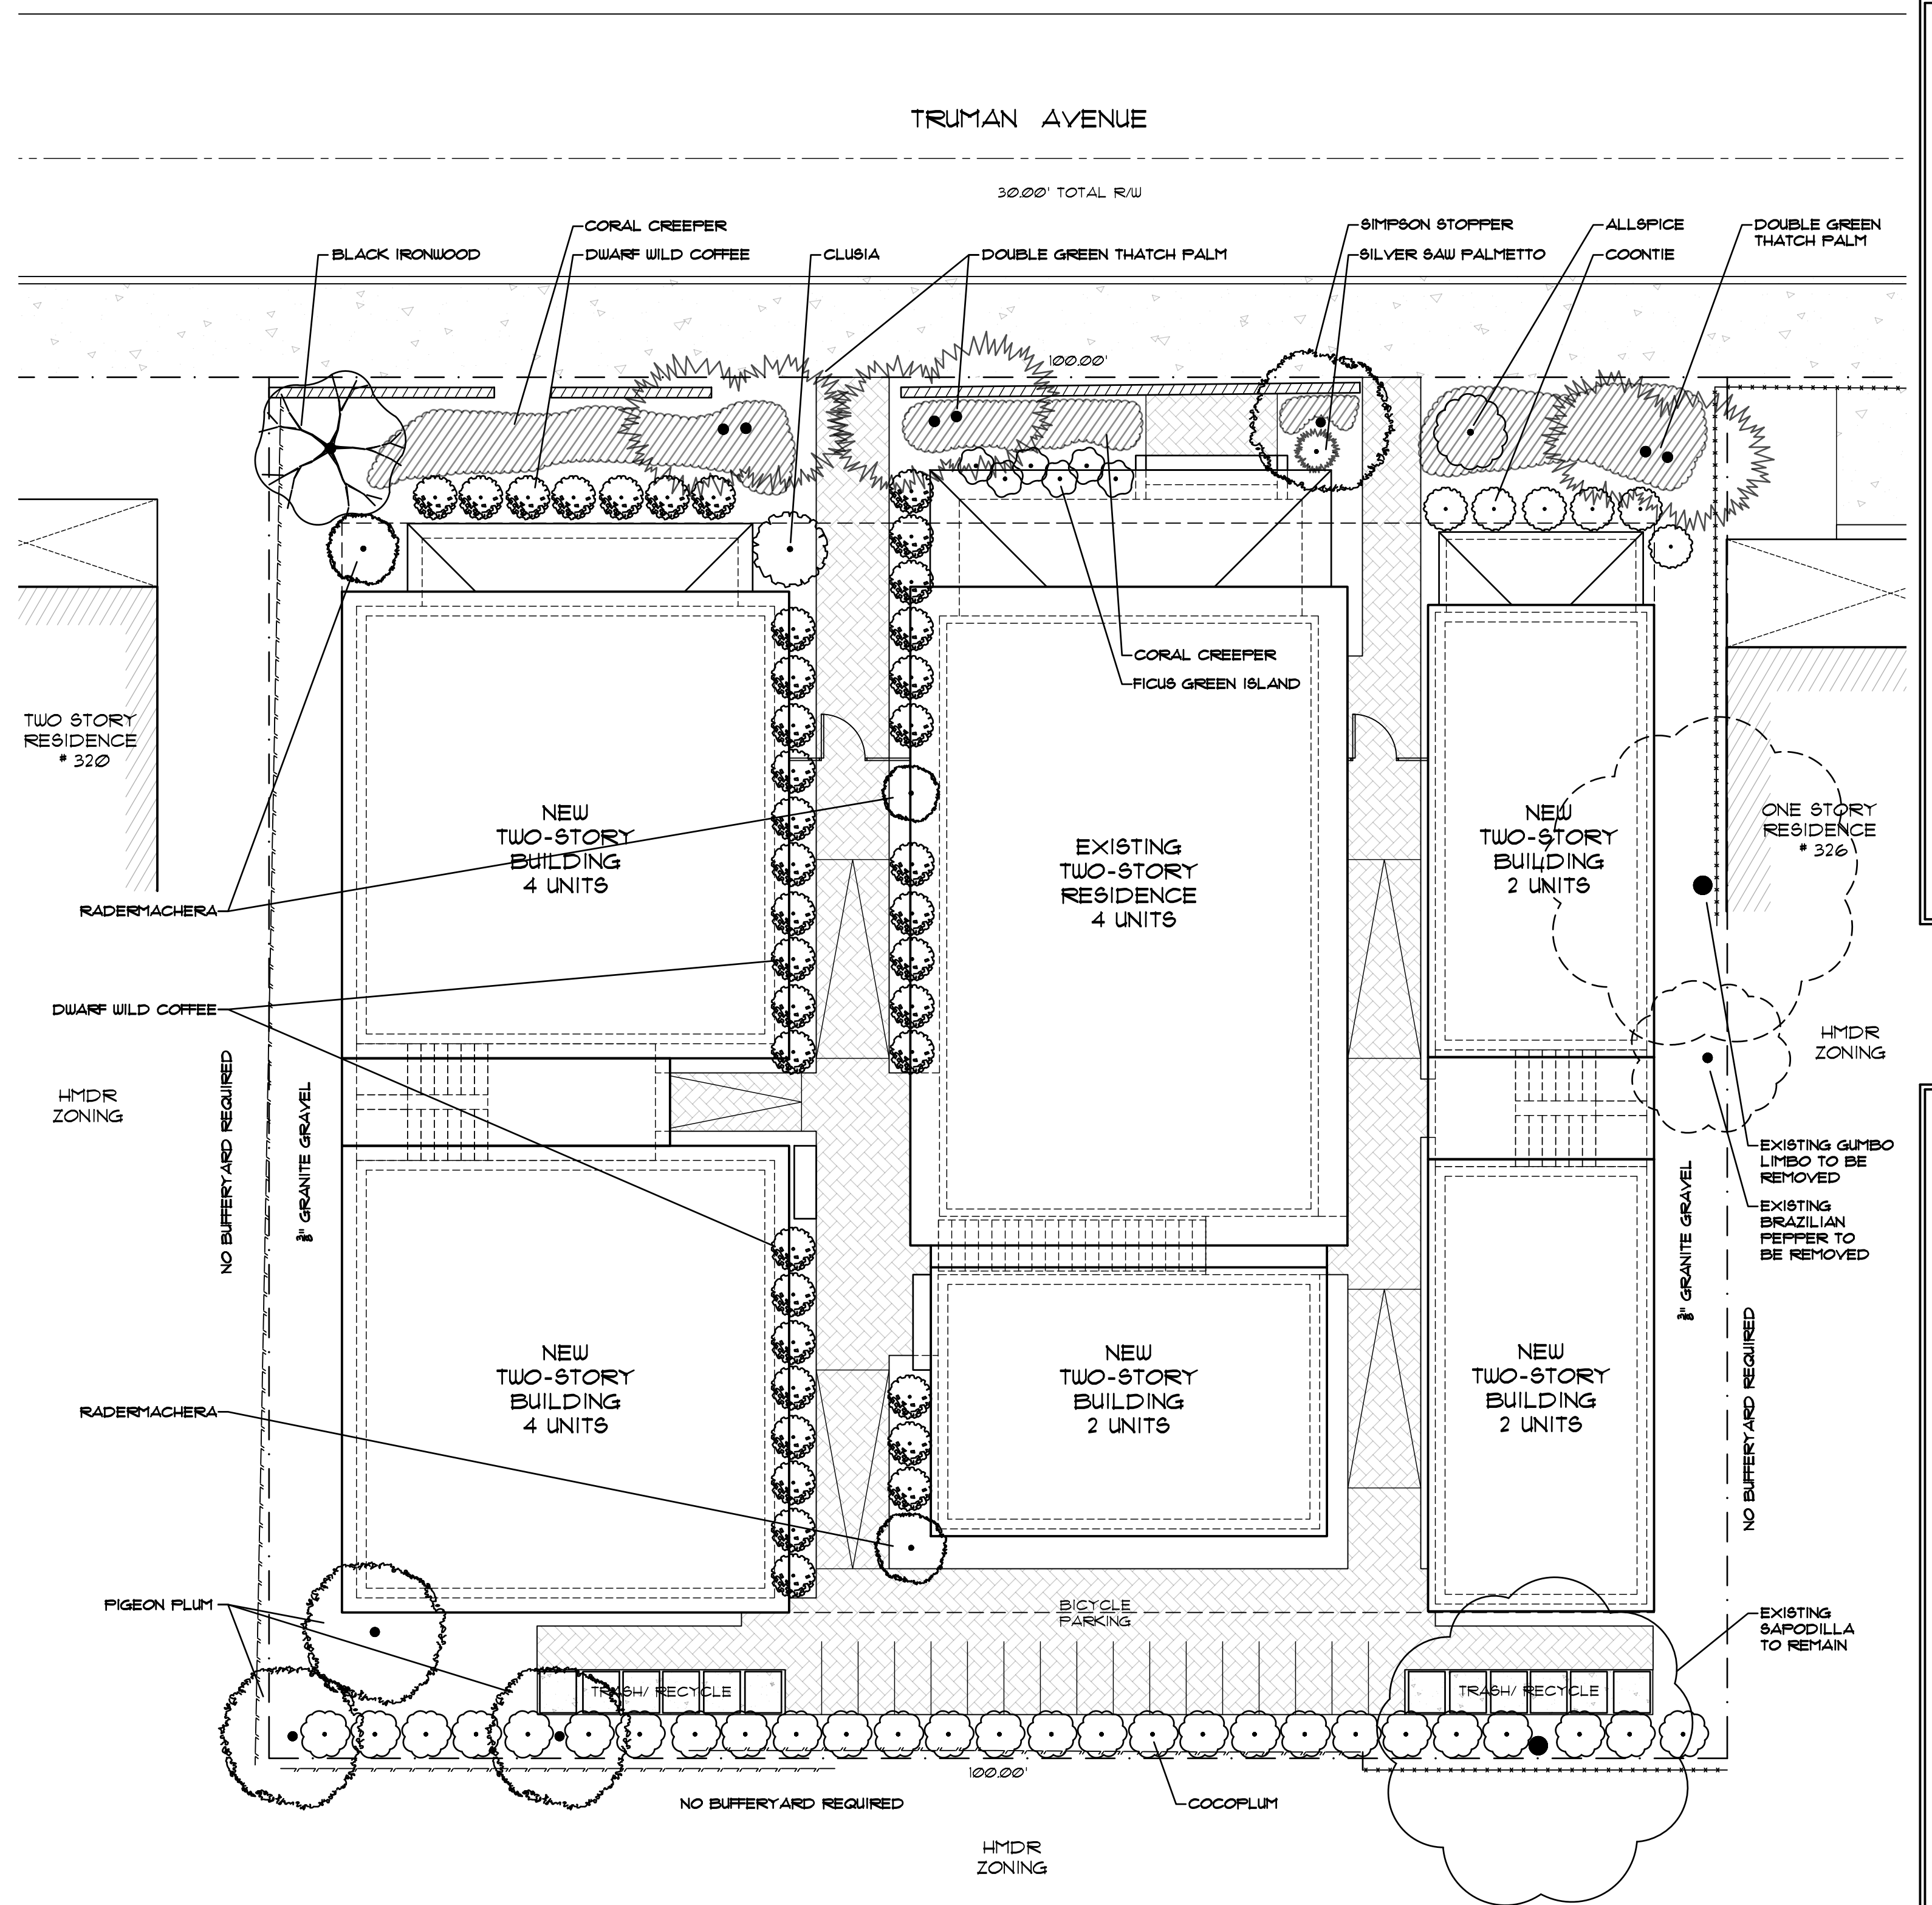 TRUMAN AVENUE
30.00' TOTAL R/W
CORAL CREEPER
SIMPSON STOPPER
ALLSPICE
DOUBLE GREEN
THATCH PALM
BLACK IRONWOOD
DWARF WILD COFFEE
CLUSIA
DOUBLE GREEN THATCH PALM
SILVER SAW PALMETTO
COONTIE
100.00'
CORAL CREEPER
FICUS GREEN ISLAND
TWO STORY
RESIDENCE
# 320
NEW
TWO-STORY
BUILDING
4 UNITS
EXISTING
TWO-STORY
RESIDENCE
4 UNITS
NEW
TWO-STORY
BUILDING
2 UNITS
ONE STORY
RESIDENCE
# 326
RADERMACHERA
DWARF WILD COFFEE
HMDR
ZONING
HMDR
ZONING
NO BUFFERYARD REQUIRED
3/8" GRANITE GRAVEL
EXISTING GUMBO
LIMBO TO BE
REMOVED
EXISTING
BRAZILIAN
PEPPER TO
BE REMOVED
3/8" GRANITE GRAVEL
NO BUFFERYARD REQUIRED
NEW
TWO-STORY
BUILDING
4 UNITS
NEW
TWO-STORY
BUILDING
2 UNITS
NEW
TWO-STORY
BUILDING
2 UNITS
RADERMACHERA
PIGEON PLUM
BICYCLE
PARKING
EXISTING
SAPODILLA
TO REMAIN
TRASH/ RECYCLE
TRASH/ RECYCLE
100.00'
NO BUFFERYARD REQUIRED
COCOPLUM
HMDR
ZONING